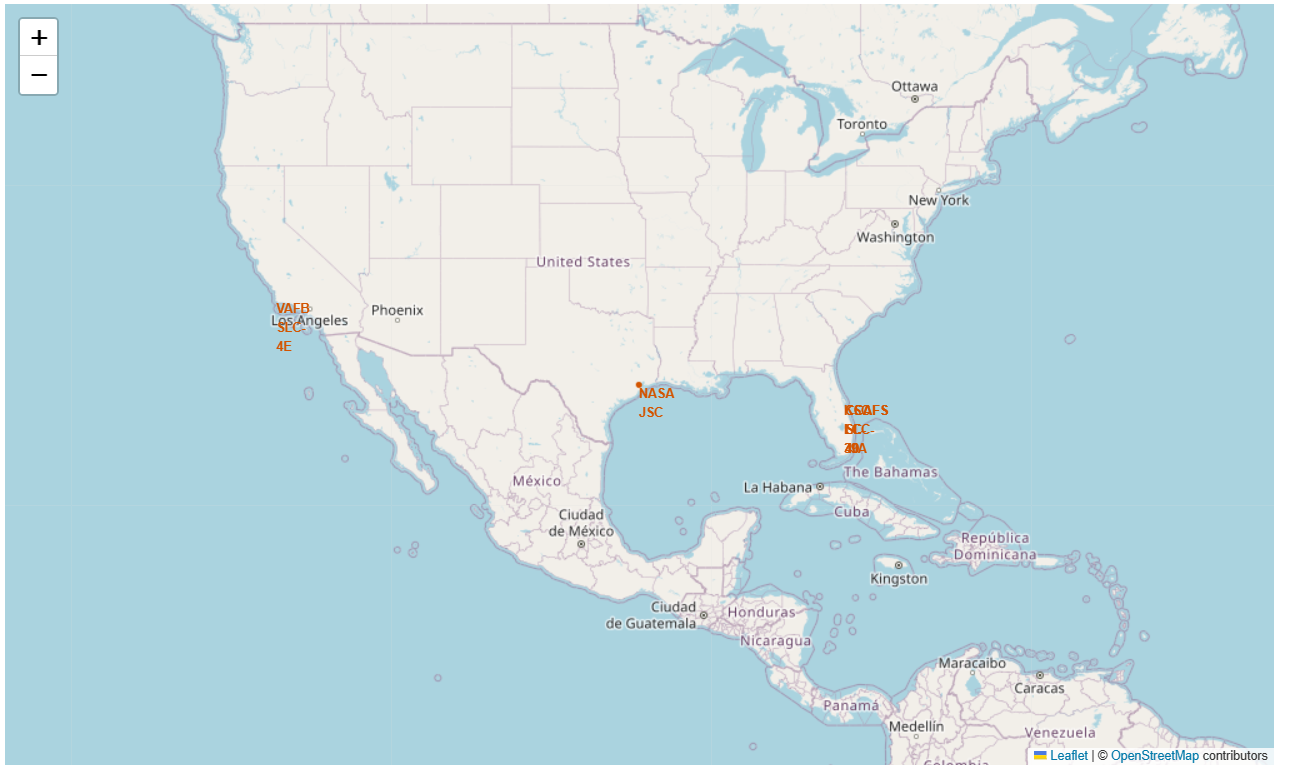 +
−
Ottawa
Toronto
New York
Washington
United States
VAFB
SLC-
4E
Los Angeles
Phoenix
NASA
JSC
The Bahamas
La Habana
México
Cuba
Ciudad
de México
República
Dominicana
Kingston
Ciudad
de Guatemala
Honduras
Nicaragua
Maracaibo
Caracas
Panamá
Medellín
Venezuela
Colombia
Leaflet | © OpenStreetMap contributors